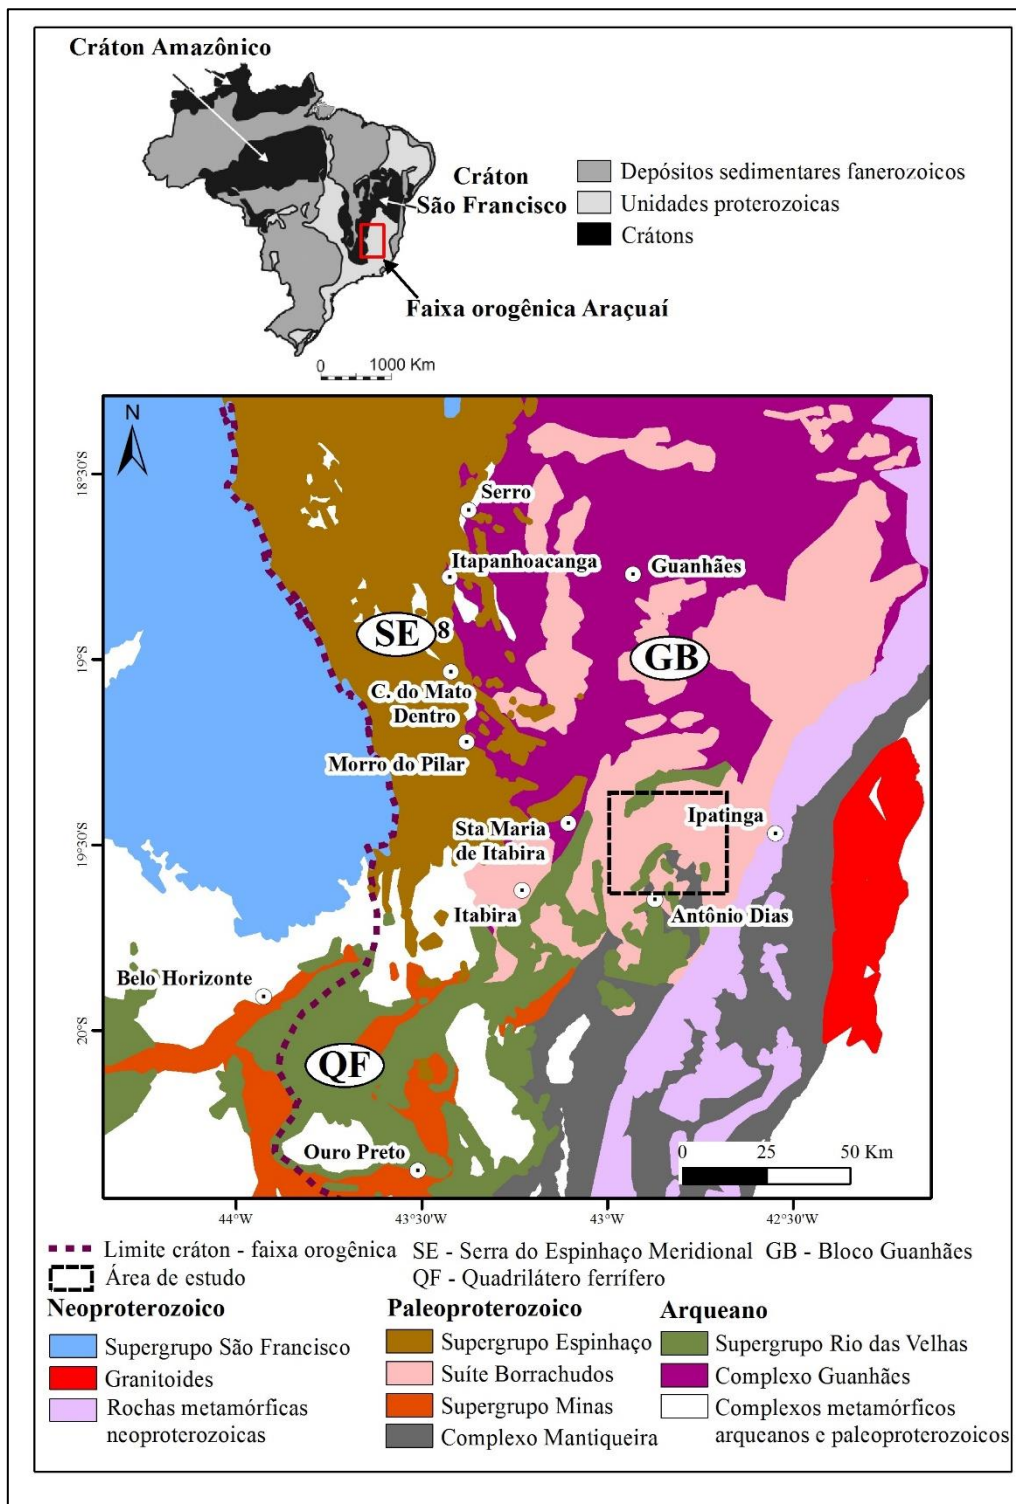 Cráton Amazônico
Cráton
São Francisco
Depósitos sedimentares fanerozoicos
Unidades proterozoicas
Crátons
Faixa orogênica Araçuaí
0 1000 Km
N
18°30'S
19°S
19°30'S
20°S
Serro
Itapanhoacanga
Guanhães
SE 8
GB
C. do Mato
Dentro
Morro do Pilar
Sta Maria
de Itabira
Ipatinga
Itabira
Antônio Dias
Belo Horizonte
QF
Ouro Preto
0 25 50 Km
44°W 43°30'W 43°W 42°30'W
Limite cráton - faixa orogênica SE - Serra do Espinhaço Meridional GB - Bloco Guanhães
Área de estudo QF - Quadrilátero ferrífero
Neoproterozoico
Supergrupo São Francisco
Granitoides
Rochas metamórficas
neoproterozoicas
Paleoproterozoico
Supergrupo Espinhaço
Suíte Borrachudos
Supergrupo Minas
Complexo Mantiqueira
Arqueano
Supergrupo Rio das Velhas
Complexo Guanhães
Complexos metamórficos
arqueanos e paleoproterozoicos